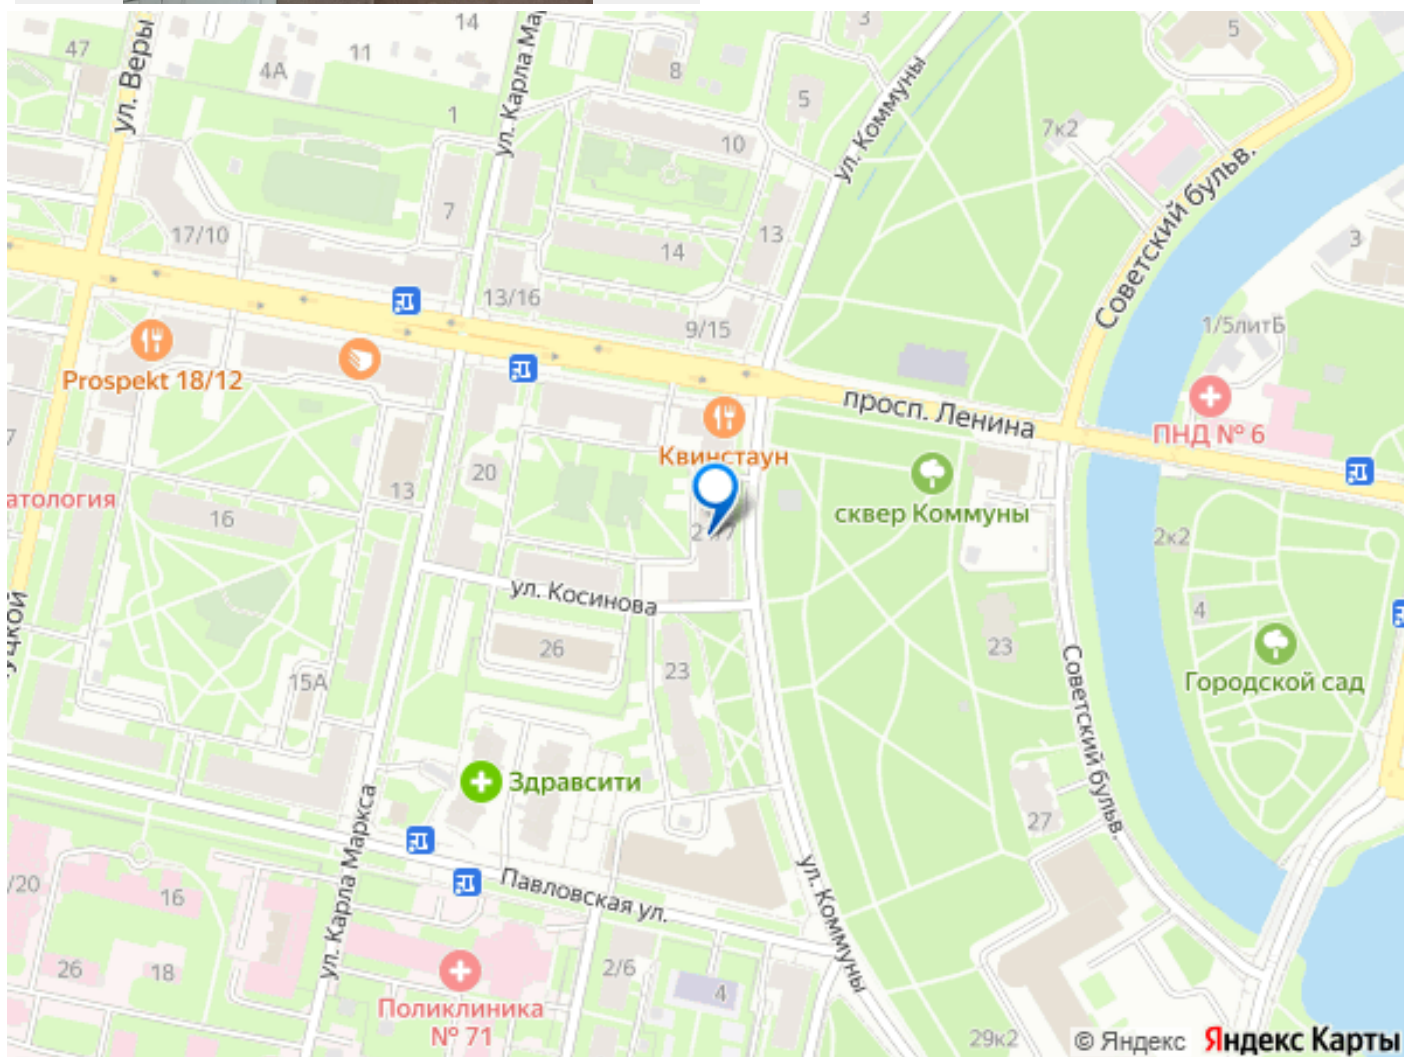 14
47
11
4А
ул. Веры
ул. Карла Ма
8
3
5
5
ул. Коммуны
1
10
7к2
Советский бульв.
7
17/10
14
13
3
13/16
9/15
1/5литБ
Prospekt 18/12
просп. Ленина
ПНД № 6
Квинстаун
20
13
атология
16
сквер Коммуны
2к2
ул. Косинова
4
26
23
23
15А
Городской сад
Советский бульв.
Здравсити
27
ул. Карла Маркса
Павловская ул.
ул. Коммуны
/20
16
26
18
2/6
4
Поликлиника
№ 71
29к2
© Яндекс
Яндекс Карты